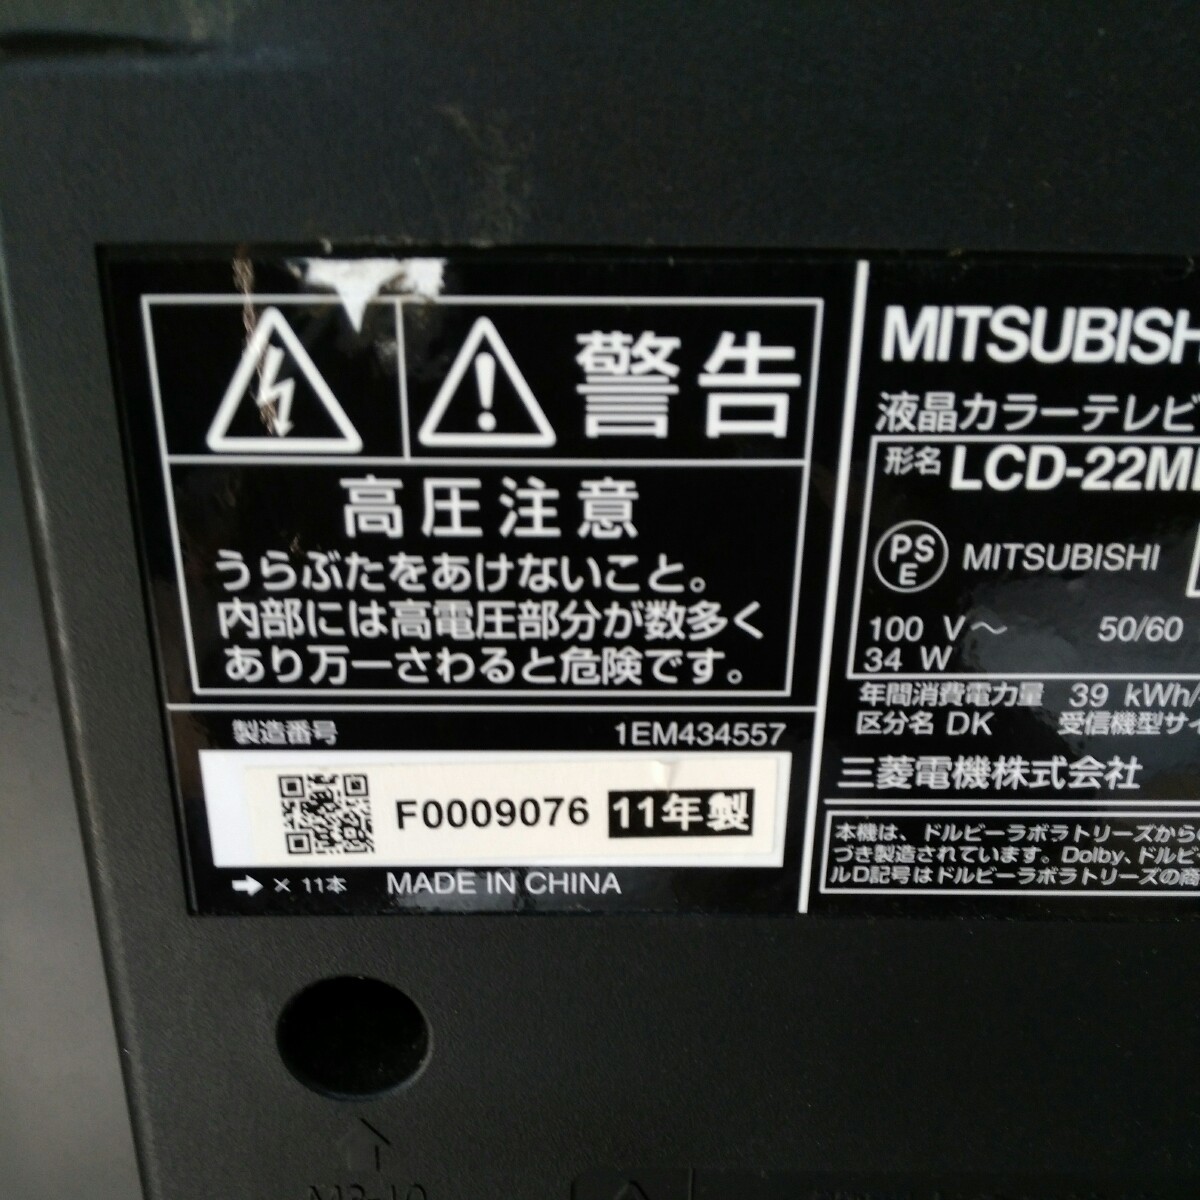 警告
高圧注意
うらぶたをあけないこと。
内部には高電圧部分が数多く
あり万一さわると危険です。
製造番号 1EM434557
F0009076 11年製
➡ × 11本 MADE IN CHINA
MITSUBISH
液晶カラーテレビ
形名 LCD-22M
PSE MITSUBISHI
100 V～ 50/60
34 W
年間消費電力量 39 kWh/
区分名 DK 受信機型サイ
三菱電機株式会社
本機は、ドルビーラボラトリーズから
づき製造されています。Dolby、ドルビ
ルD記号はドルビーラボラトリーズの商